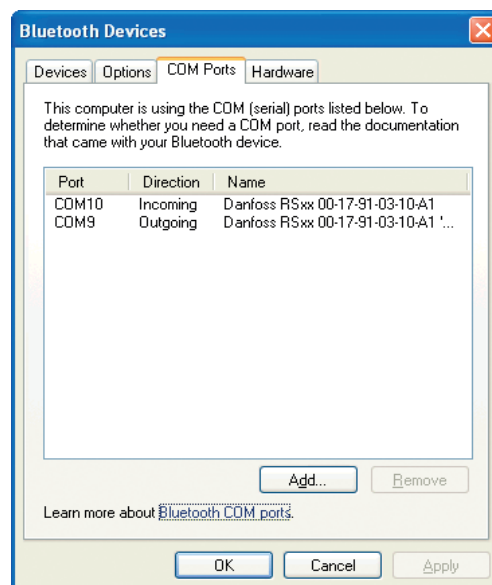 Bluetooth Devices
Devices Options COM Ports Hardware
This computer is using the COM (serial) ports listed below. To
determine whether you need a COM port, read the documentation
that came with your Bluetooth device.
Port Direction Name
COM10 Incoming Danfoss RSxx 00-17-91-03-10-A1
COM9 Outgoing Danfoss RSxx 00-17-91-03-10-A1 '...
Add... Remove
Learn more about Bluetooth COM ports.
OK Cancel Apply